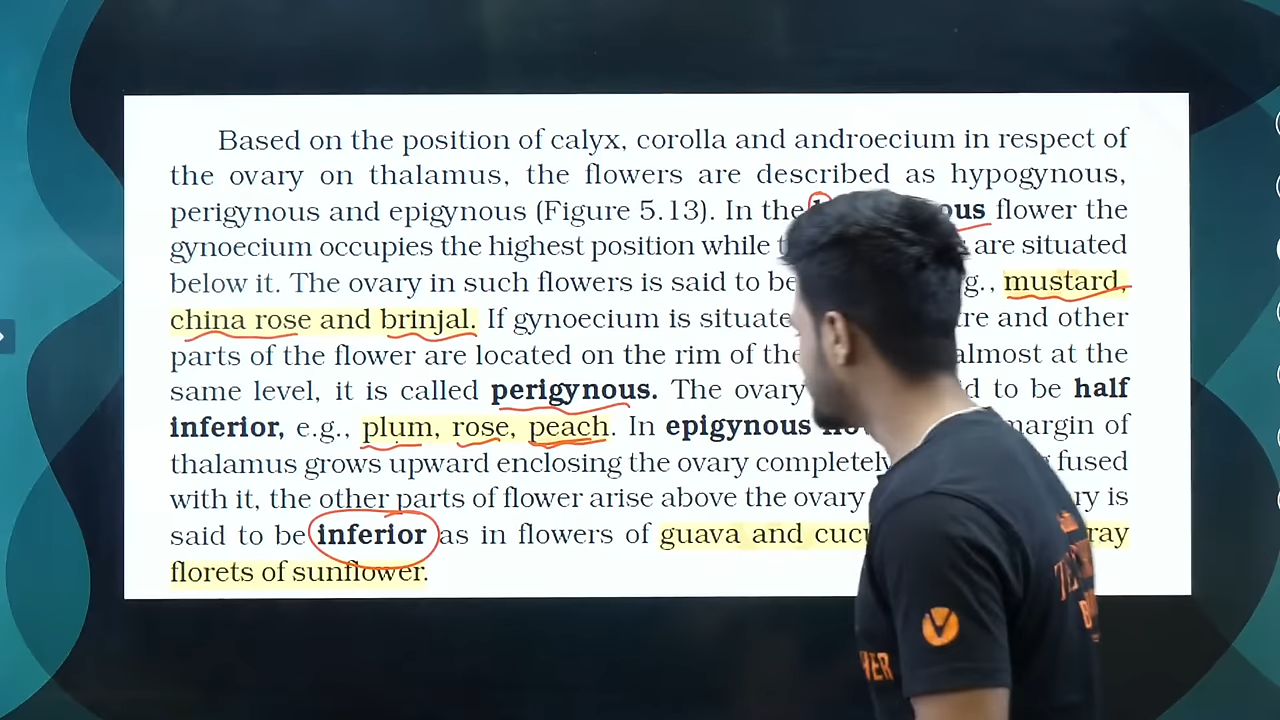 Based on the position of calyx, corolla and androecium in respect of
the ovary on thalamus, the flowers are described as hypogynous,
perigynous and epigynous (Figure 5.13). In the flower the
gynoecium occupies the highest position while are situated
below it. The ovary in such flowers is said to be mustard,
china rose and brinjal. If gynoecium is and other
parts of the flower are located on the rim of the almost at the
same level, it is called perigynous. The ovary to be half
inferior, e.g., plum, rose, peach. In epigynous margin of
thalamus grows upward enclosing the ovary completely fused
with it, the other parts of flower arise above the ovary is
said to be inferior as in flowers of guava and ray
florets of sunflower.